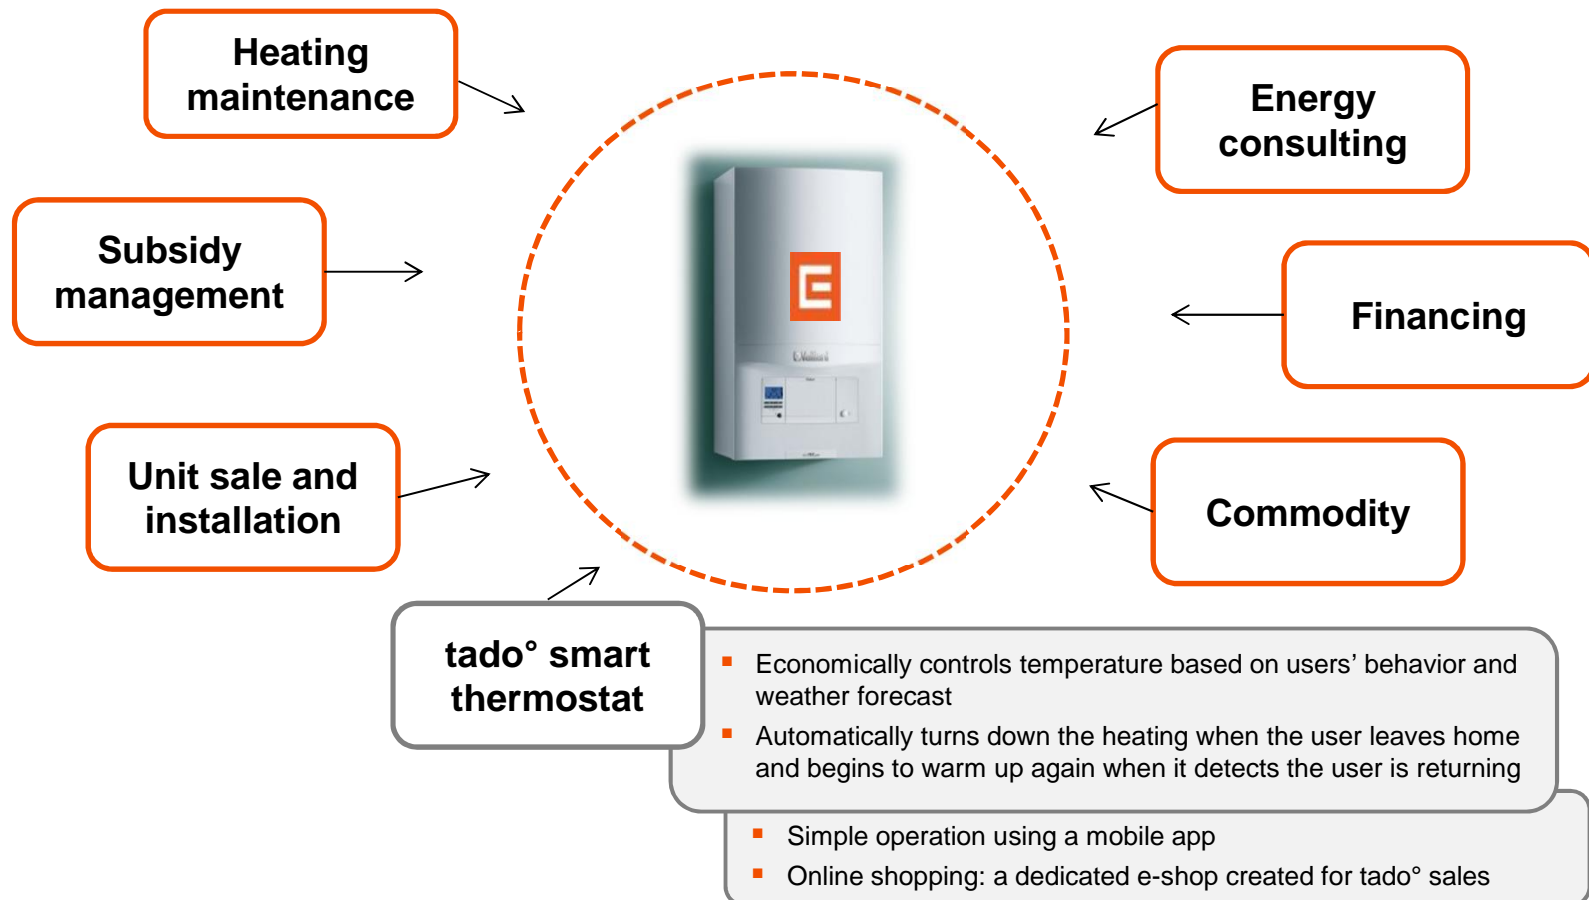 Heating
maintenance
Energy
consulting
Subsidy
management
Financing
Vaillant
Unit sale and
installation
Commodity
tado° smart
thermostat
▪ Economically controls temperature based on users’ behavior and
weather forecast
▪ Automatically turns down the heating when the user leaves home
and begins to warm up again when it detects the user is returning
▪ Simple operation using a mobile app
▪ Online shopping: a dedicated e-shop created for tado° sales